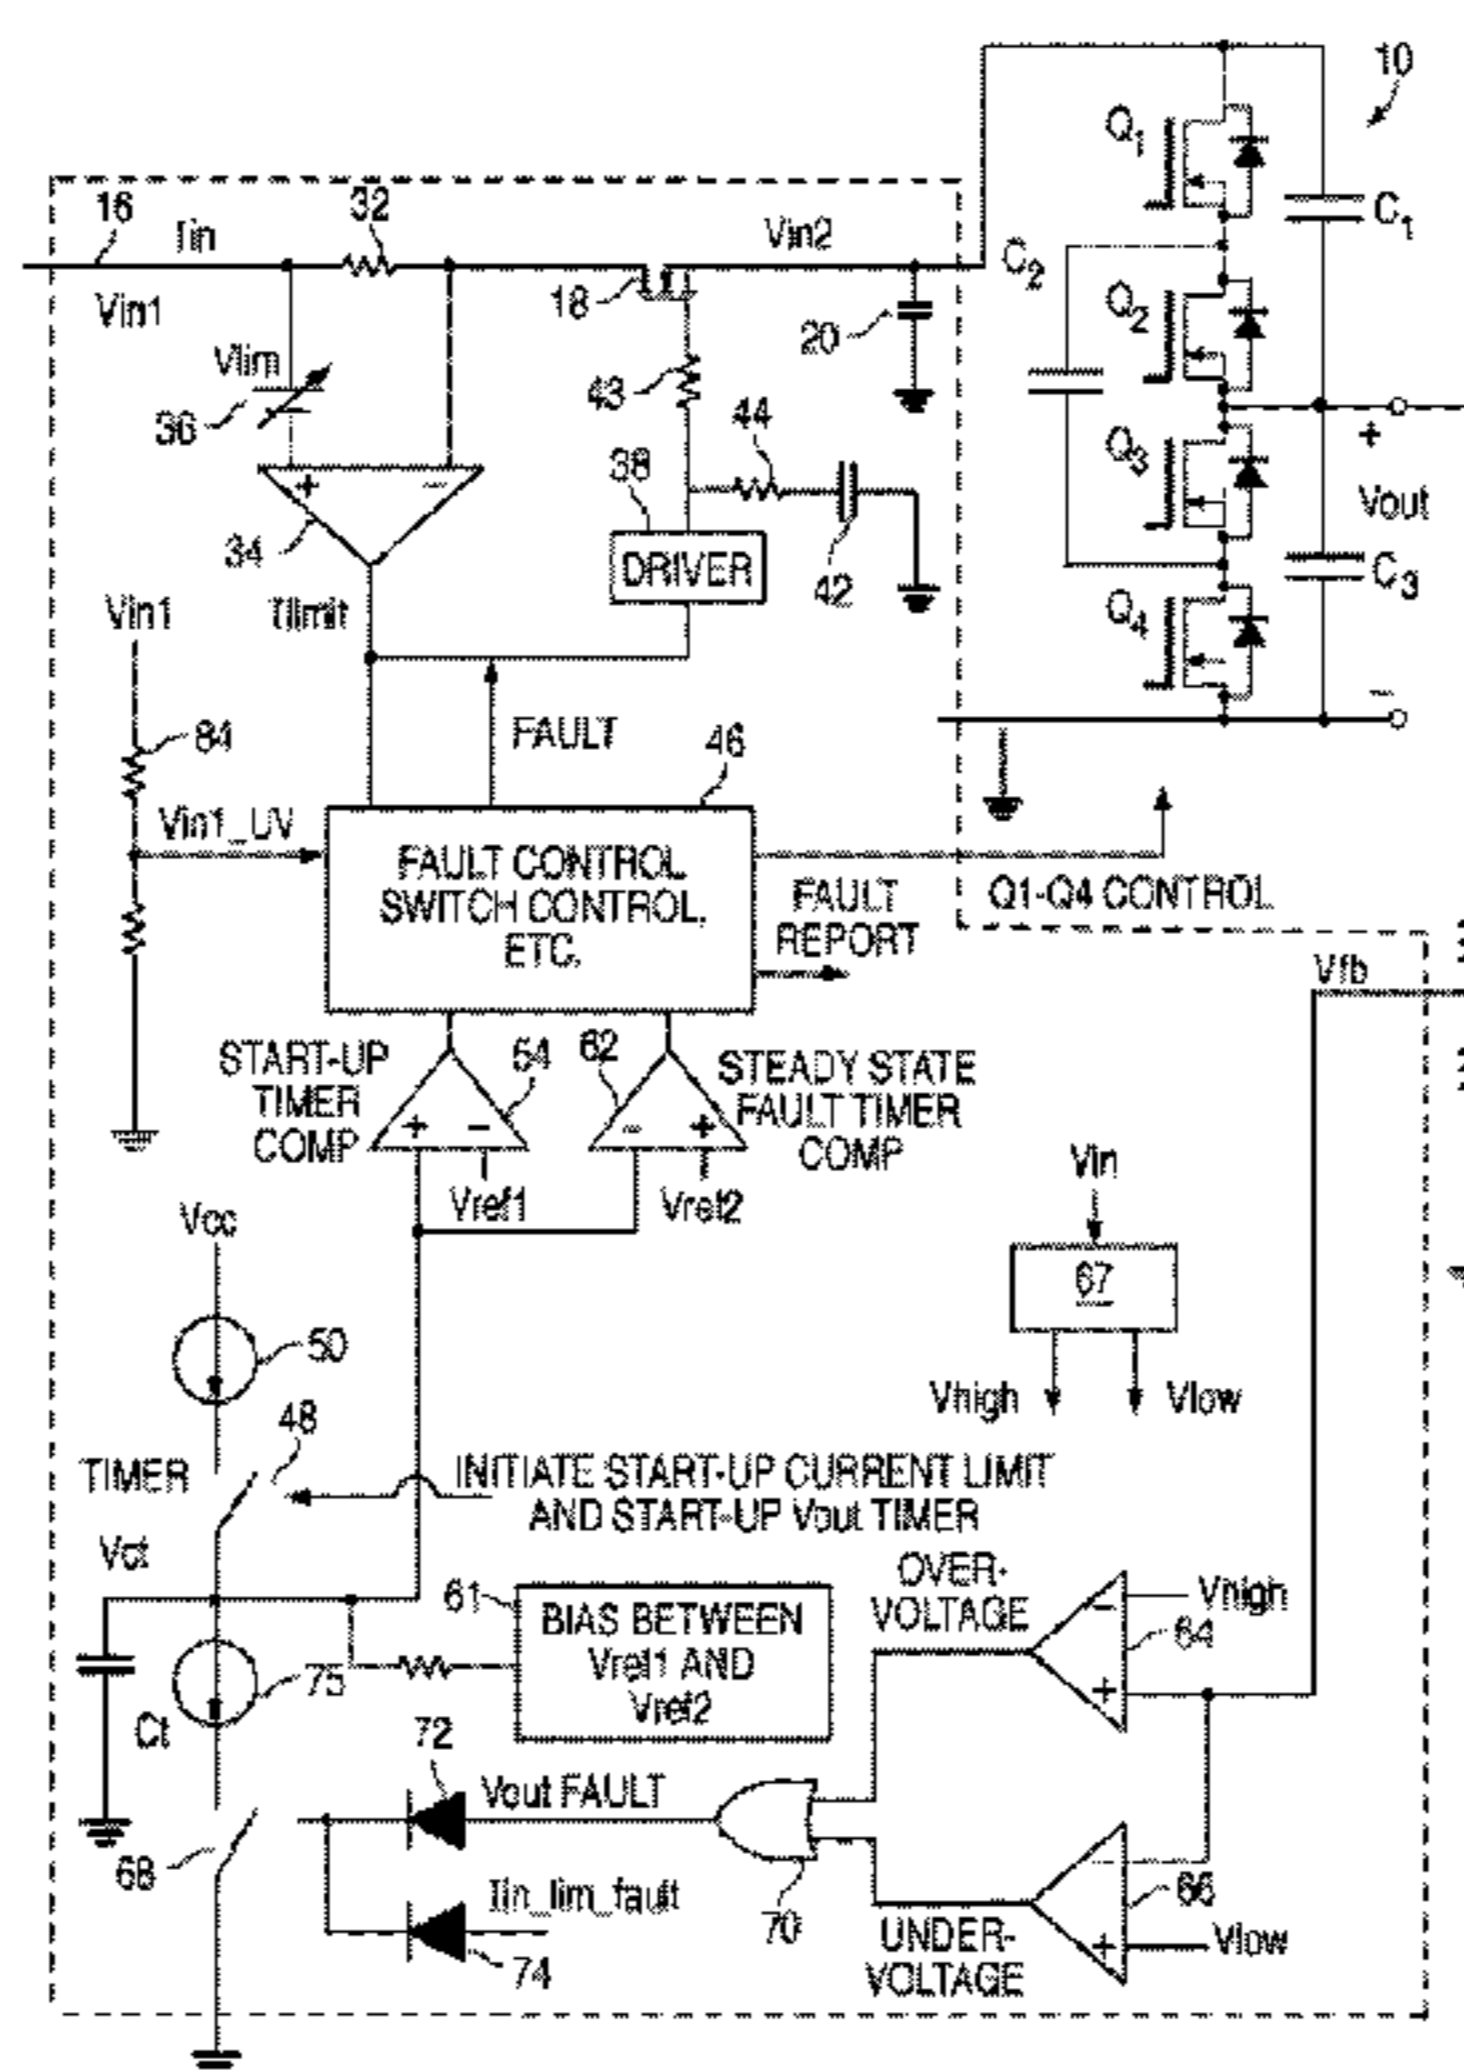 10
Q1
C1
16
Iin
32
Vin2
C2
Vin1
18
20
Q2
Vlim
36
43
44
+
Q3
38
Vout
34
+
-
DRIVER
42
C3
Vin1
Ilimit
Q4
-
84
FAULT
46
Vin1_UV
FAULT CONTROL
SWITCH CONTROL,
ETC.
FAULT
REPORT
Q1-Q4 CONTROL
Vfb
START-UP
TIMER
COMP
54
62
STEADY STATE
FAULT TIMER
COMP
+
-
-
+
Vref1
Vref2
Vin
67
Vcc
50
Vhigh
Vlow
48
TIMER
INITIATE START-UP CURRENT LIMIT
AND START-UP Vout TIMER
Vct
61
BIAS BETWEEN
Vref1 AND
Vref2
OVER-
VOLTAGE
-
Vhigh
64
+
75
Ct
72
Vout FAULT
68
Iin_lim_fault
74
70
66
UNDER-
VOLTAGE
+
Vlow